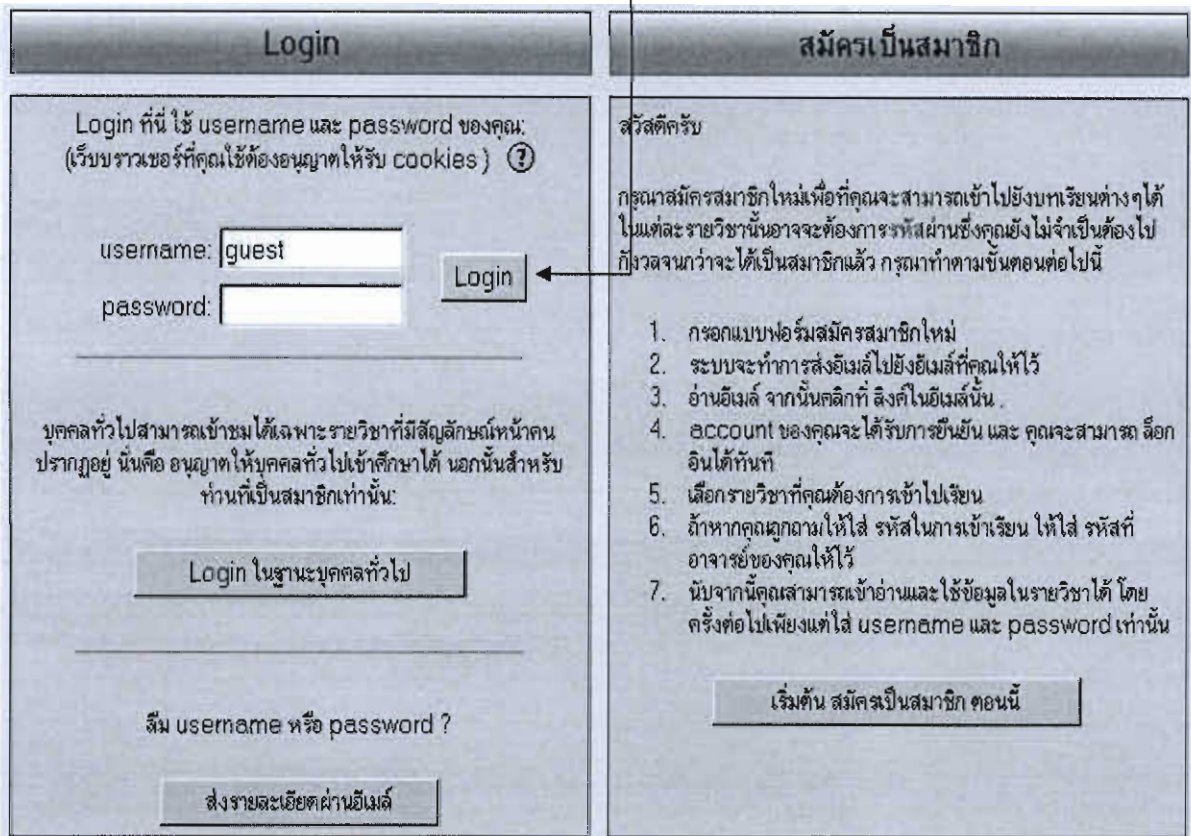 Login
Login ที่นี่ ใช้ username และ password ของคุณ:
(เว็บบราวเซอร์ที่คุณใช้ต้องอนุญาตให้รับ cookies ) ?
username: guest
Login
password:
บุคคลทั่วไปสามารถเข้าชมได้เฉพาะรายวิชาที่มีสัญลักษณ์หน้าคน
ปรากฏอยู่ นั่นคือ อนุญาตให้บุคคลทั่วไปเข้าศึกษาได้ นอกนั้นสำหรับ
ท่านที่เป็นสมาชิกเท่านั้น:
Login ในฐานะบุคคลทั่วไป
ลืม username หรือ password ?
ส่งรายละเอียดผ่านอีเมล์
สมัครเป็นสมาชิก
สวัสดีครับ
กรุณาสมัครสมาชิกใหม่เพื่อที่คุณจะสามารถเข้าไปยังบทเรียนต่างๆได้
ในแต่ละรายวิชานั้นอาจจะต้องการรหัสผ่านซึ่งคุณยังไม่จำเป็นต้องไป
กังวลจนกว่าจะได้เป็นสมาชิกแล้ว กรุณาทำตามขั้นตอนต่อไปนี้
1. กรอกแบบฟอร์มสมัครสมาชิกใหม่
2. ระบบจะทำการส่งอีเมล์ไปยังอีเมล์ที่คุณให้ไว้
3. อ่านอีเมล์ จากนั้นคลิกที่ ลิงค์ในอีเมล์นั้น .
4. account ของคุณจะได้รับการยืนยัน และ คุณจะสามารถ ล็อก
อินได้ทันที
5. เลือกรายวิชาที่คุณต้องการเข้าไปเรียน
6. ถ้าหากคุณถูกถามให้ใส่ รหัสในการเข้าเรียน ให้ใส่ รหัสที่
อาจารย์ของคุณให้ไว้
7. นับจากนี้คุณสามารถเข้าอ่านและใช้ข้อมูลในรายวิชาได้ โดย
ครั้งต่อไปเพียงแต่ใส่ username และ password เท่านั้น
เริ่มต้น สมัครเป็นสมาชิก ตอนนี้